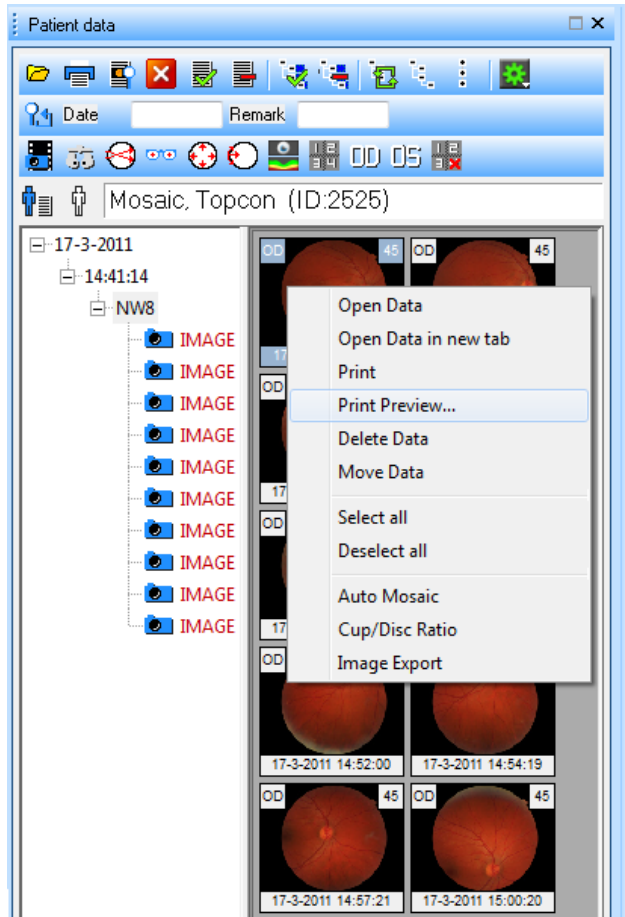 Patient data
Date Remark
OD OS
Mosaic, Topcon (ID:2525)
17-3-2011
14:41:14
NW8
IMAGE
IMAGE
IMAGE
IMAGE
IMAGE
IMAGE
IMAGE
IMAGE
IMAGE
IMAGE
OD 45 OD 45
17
OD
17
OD
17
OD
17-3-2011 14:52:00 17-3-2011 14:54:19
OD 45 OD 45
17-3-2011 14:57:21 17-3-2011 15:00:20
Open Data
Open Data in new tab
Print
Print Preview...
Delete Data
Move Data
Select all
Deselect all
Auto Mosaic
Cup/Disc Ratio
Image Export